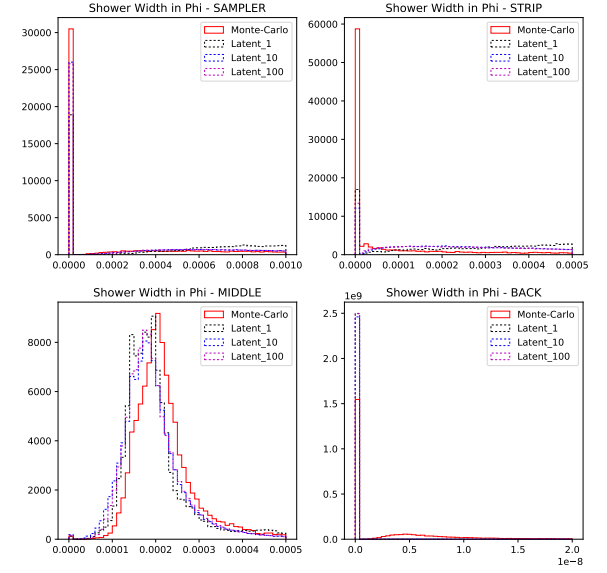 Shower Width in Phi - SAMPLER
30000
25000
20000
15000
10000
5000
0
0.0000 0.0002 0.0004 0.0006 0.0008 0.0010
Monte-Carlo
Latent_1
Latent_10
Latent_100
Shower Width in Phi - STRIP
60000
50000
40000
30000
20000
10000
0
0.0000 0.0001 0.0002 0.0003 0.0004 0.0005
Monte-Carlo
Latent_1
Latent_10
Latent_100
Shower Width in Phi - MIDDLE
8000
6000
4000
2000
0
0.0000 0.0001 0.0002 0.0003 0.0004 0.0005
Monte-Carlo
Latent_1
Latent_10
Latent_100
1e9
Shower Width in Phi - BACK
2.5
2.0
1.5
1.0
0.5
0.0
0.0 0.5 1.0 1.5 2.0
1e−8
Monte-Carlo
Latent_1
Latent_10
Latent_100